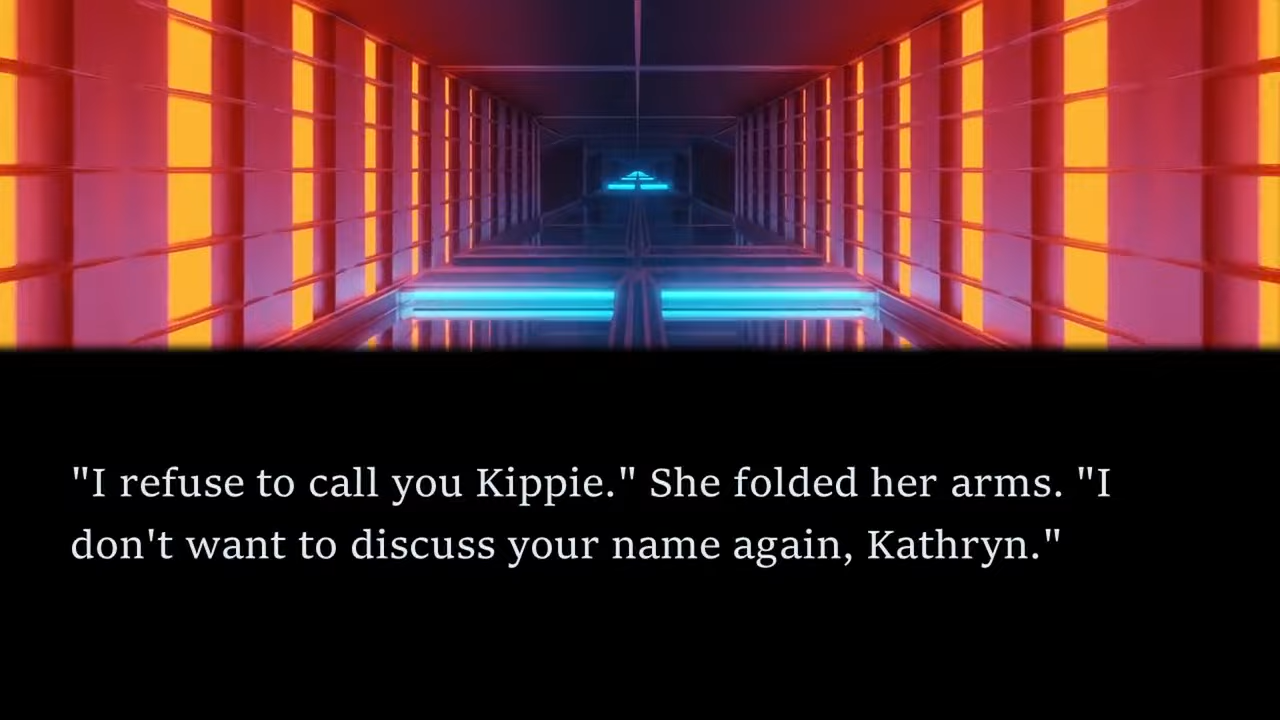 "I refuse to call you Kippie." She folded her arms. "I
don't want to discuss your name again, Kathryn."